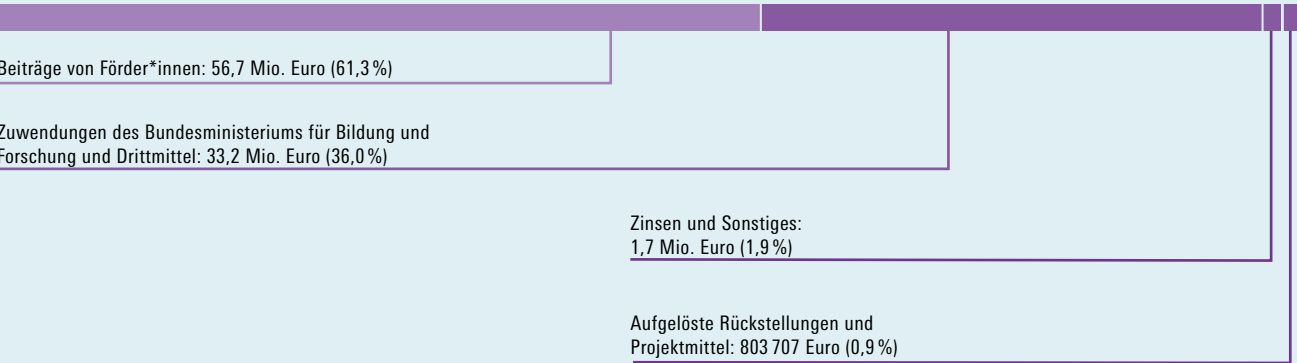 Beiträge von Förder*innen: 56,7 Mio. Euro (61,3 %)
Zuwendungen des Bundesministeriums für Bildung und
Forschung und Drittmittel: 33,2 Mio. Euro (36,0 %)
Zinsen und Sonstiges:
1,7 Mio. Euro (1,9 %)
Aufgelöste Rückstellungen und
Projektmittel: 803 707 Euro (0,9 %)